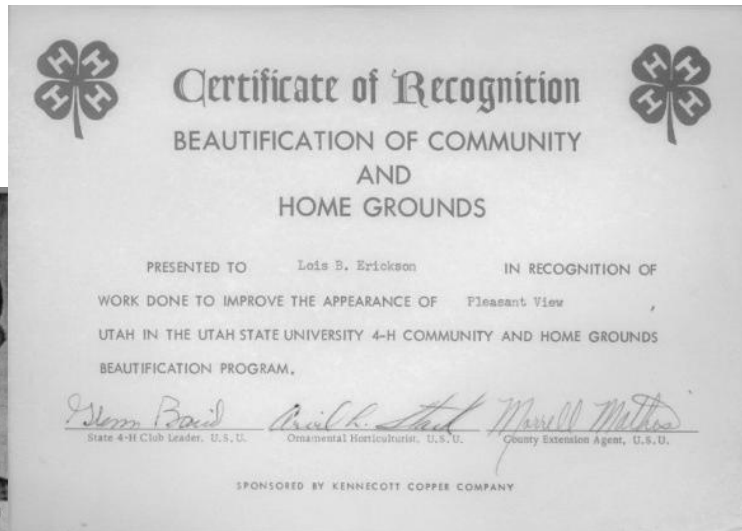 H H H H
H H H H
Certificate of Recognition
BEAUTIFICATION OF COMMUNITY
AND
HOME GROUNDS
PRESENTED TO Lois B. Erickson IN RECOGNITION OF
WORK DONE TO IMPROVE THE APPEARANCE OF Pleasant View ,
UTAH IN THE UTAH STATE UNIVERSITY 4-H COMMUNITY AND HOME GROUNDS
BEAUTIFICATION PROGRAM.
Glenn Baird
State 4-H Club Leader, U.S.U. Ornamental Horticulturist, U.S.U. County Extension Agent, U.S.U.
SPONSORED BY KENNECOTT COPPER COMPANY